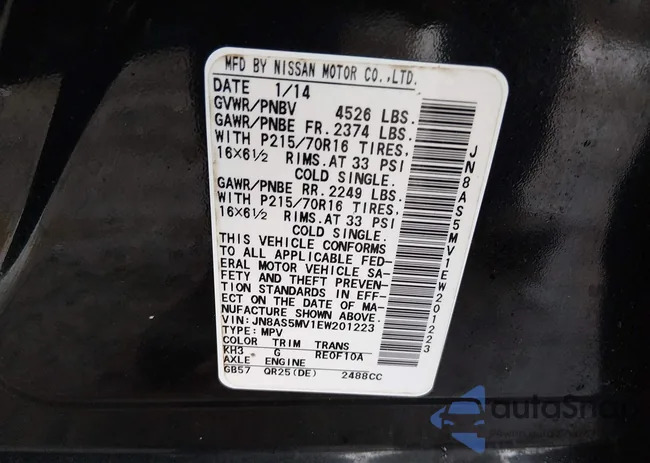 MFD BY NISSAN MOTOR CO.,LTD.
DATE 1/14
GVWR/PNBV 4526 LBS.
GAWR/PNBE FR. 2374 LBS.
WITH P215/70R16 TIRES,
16X6½ RIMS.AT 33 PSI
COLD SINGLE.
GAWR/PNBE RR. 2249 LBS.
WITH P215/70R16 TIRES,
16X6½ RIMS.AT 33 PSI
COLD SINGLE.
THIS VEHICLE CONFORMS
TO ALL APPLICABLE FED-
ERAL MOTOR VEHICLE SA-
FETY AND THEFT PREVEN-
TION STANDARDS IN EFF-
ECT ON THE DATE OF MA-
NUFACTURE SHOWN ABOVE.
VIN:JN8AS5MV1EW201223
TYPE: MPV
COLOR TRIM TRANS
KH3 G RE0F10A
AXLE ENGINE
GB57 QR25(DE) 2488CC
JN8AS5MV1EW201223